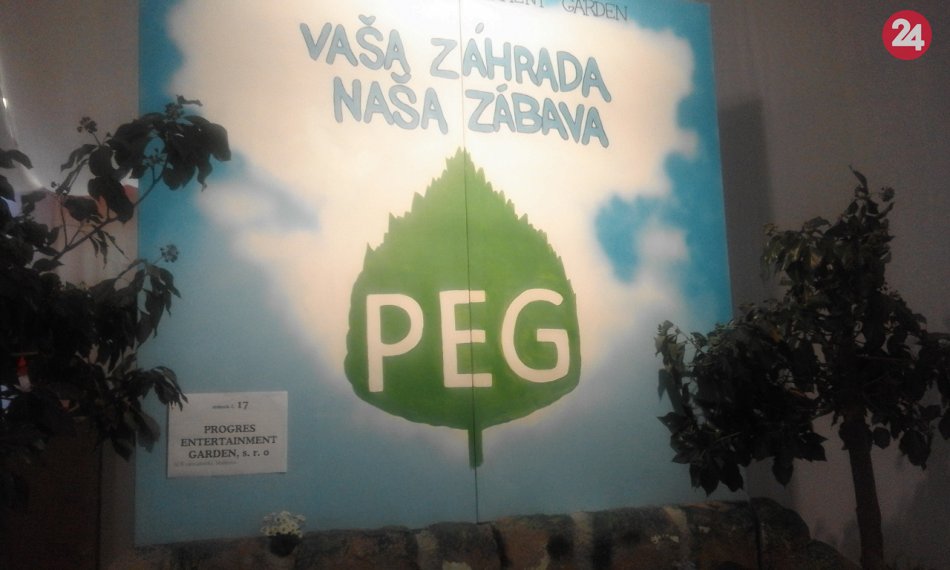 GARDEN
24
VAŠA ZÁHRADA
NAŠA ZÁBAVA
PEG
17
PROGRES
ENTERTAINMENT
GARDEN, s. r. o